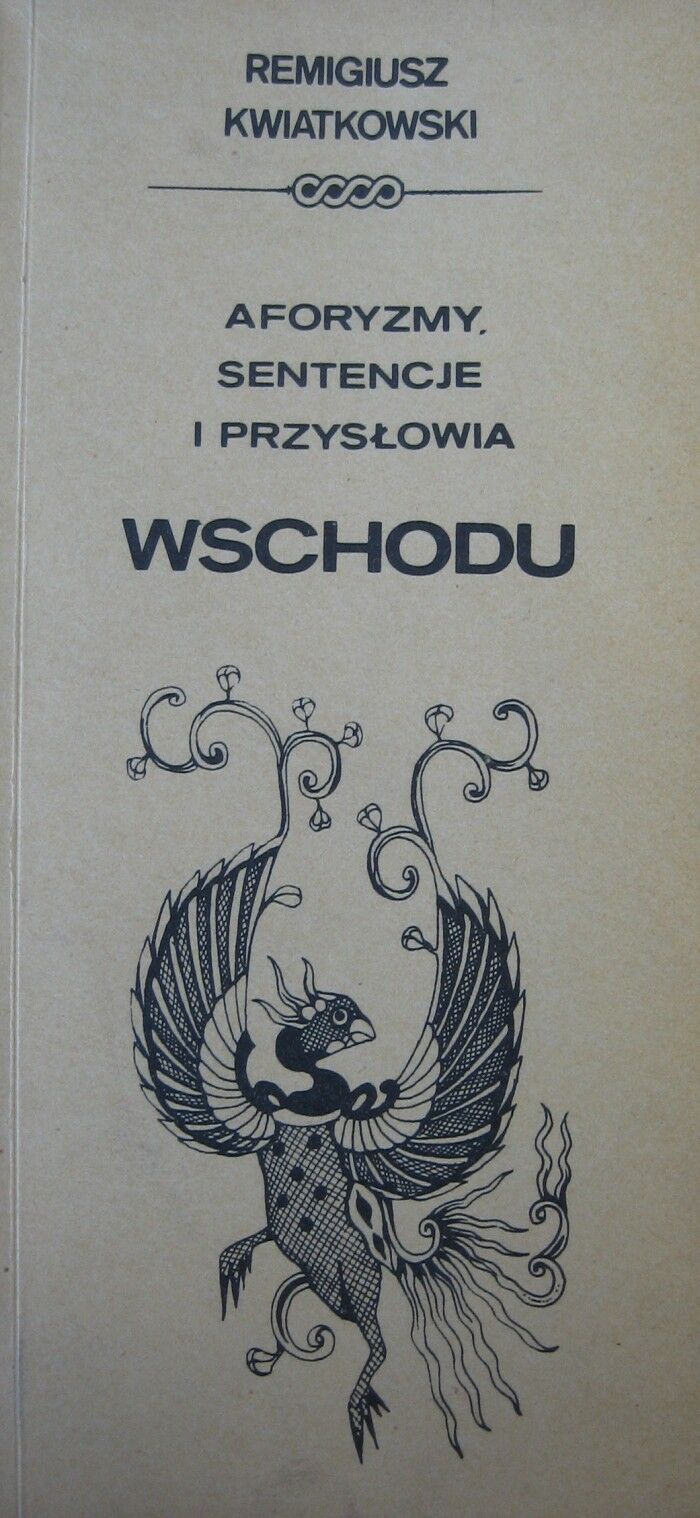 REMIGIUSZ
KWIATKOWSKI
AFORYZMY,
SENTENCJE
I PRZYSŁOWIA
WSCHODU